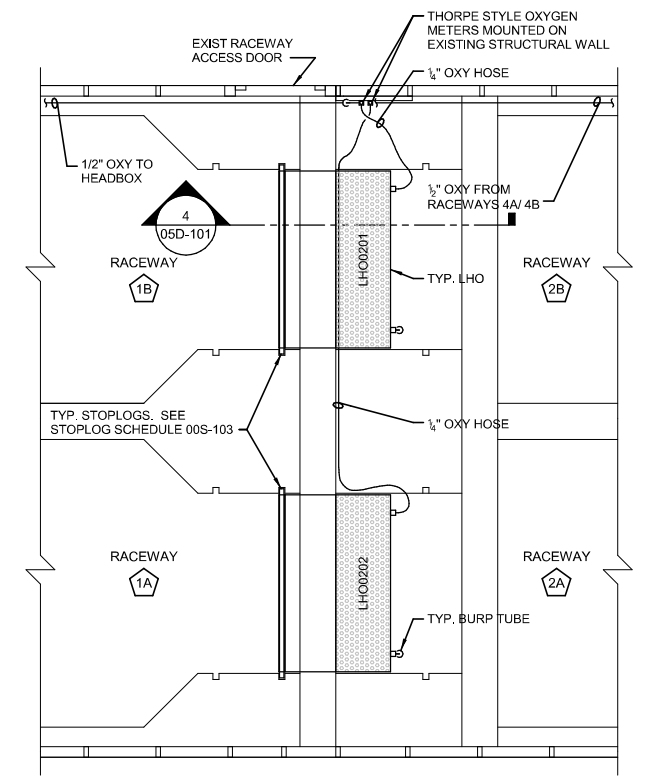 THORPE STYLE OXYGEN
METERS MOUNTED ON
EXISTING STRUCTURAL WALL
EXIST RACEWAY
ACCESS DOOR
1/4" OXY HOSE
1/2" OXY TO
HEADBOX
1/2" OXY FROM
RACEWAYS 4A/ 4B
4
05D-101
LHO0201
RACEWAY
1B
TYP. LHO
RACEWAY
2B
TYP. STOPLOGS. SEE
STOPLOG SCHEDULE 00S-103
1/4" OXY HOSE
RACEWAY
1A
LHO0202
RACEWAY
2A
TYP. BURP TUBE